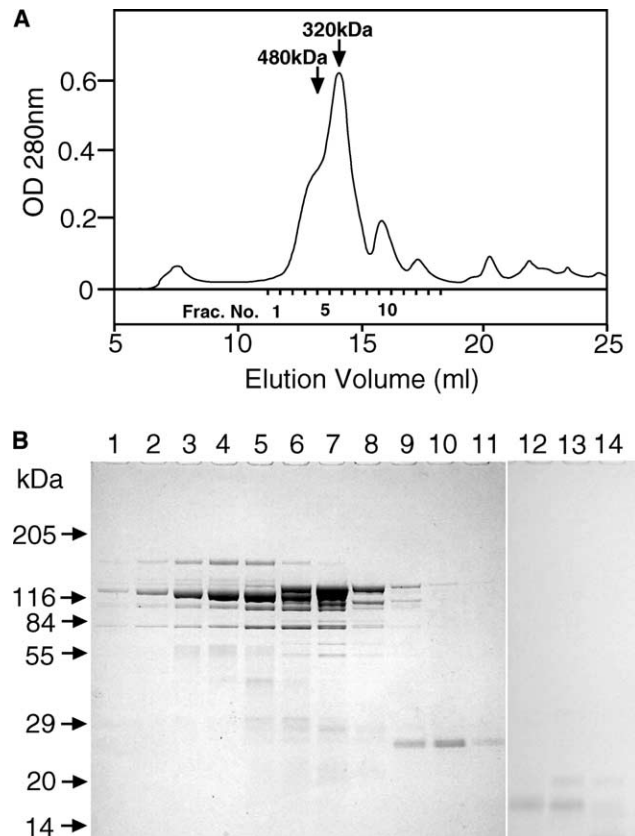 A
320kDa
480kDa
OD 280nm
0.6
0.4
0.2
0
Frac. No. 1 5 10
5 10 15 20 25
Elution Volume (ml)
B
1 2 3 4 5 6 7 8 9 10 11 12 13 14
kDa
205
116
84
55
29
20
14